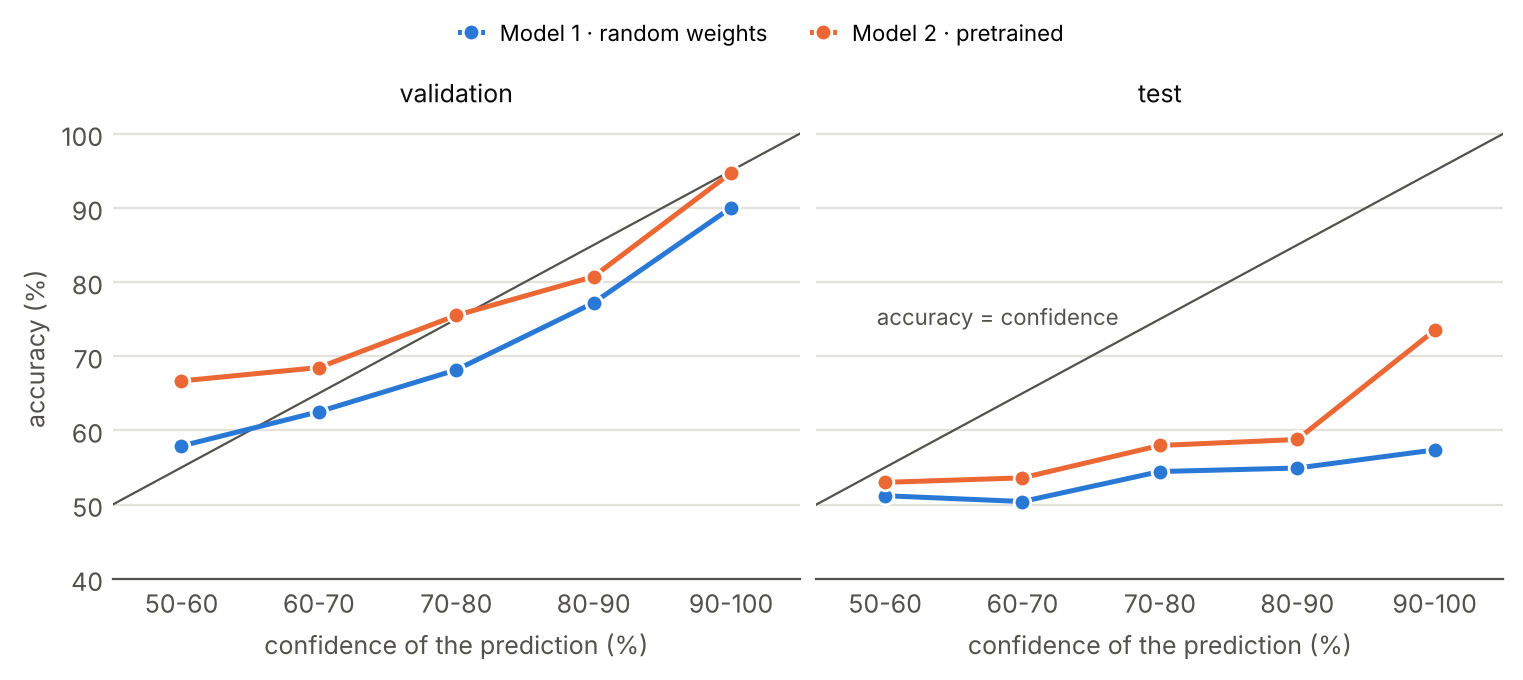 Model 1 · random weights
Model 2 · pretrained
validation
test
accuracy (%)
100
90
80
70
60
50
40
accuracy = confidence
50-60
60-70
70-80
80-90
90-100
50-60
60-70
70-80
80-90
90-100
confidence of the prediction (%)
confidence of the prediction (%)